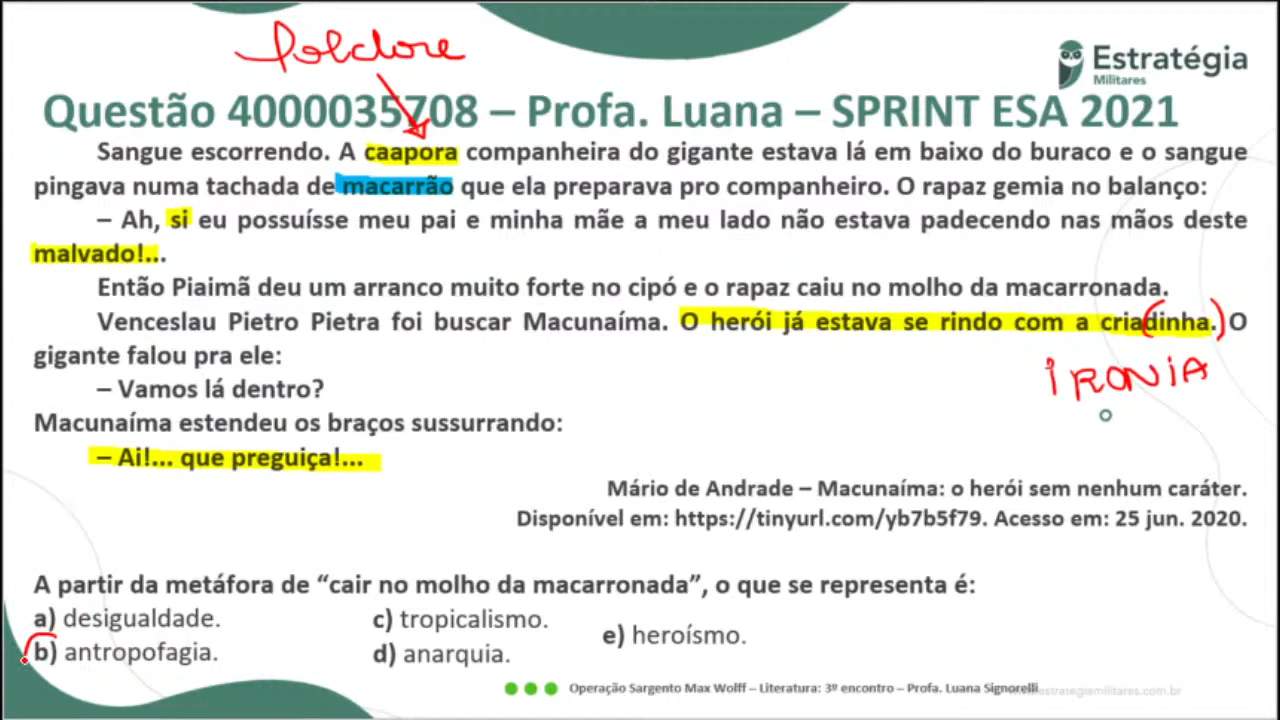 folclore
Estratégia
Militares
Questão 4000035708 – Profa. Luana – SPRINT ESA 2021
Sangue escorrendo. A caapora companheira do gigante estava lá em baixo do buraco e o sangue
pingava numa tachada de macarrão que ela preparava pro companheiro. O rapaz gemia no balanço:
– Ah, si eu possuísse meu pai e minha mãe a meu lado não estava padecendo nas mãos deste
malvado!...
Então Piaimã deu um arranco muito forte no cipó e o rapaz caiu no molho da macarronada.
Venceslau Pietro Pietra foi buscar Macunaíma. O herói já estava se rindo com a criadinha. O
gigante falou pra ele:
IRONIA
– Vamos lá dentro?
Macunaíma estendeu os braços sussurrando:
– Ai!... que preguiça!...
Mário de Andrade – Macunaíma: o herói sem nenhum caráter.
Disponível em: https://tinyurl.com/yb7b5f79. Acesso em: 25 jun. 2020.
A partir da metáfora de “cair no molho da macarronada”, o que se representa é:
a) desigualdade.
b) antropofagia.
c) tropicalismo.
d) anarquia.
e) heroísmo.
Operação Sargento Max Wolff – Literatura: 3º encontro – Profa. Luana Signorelli
estrategiamilitares.com.br